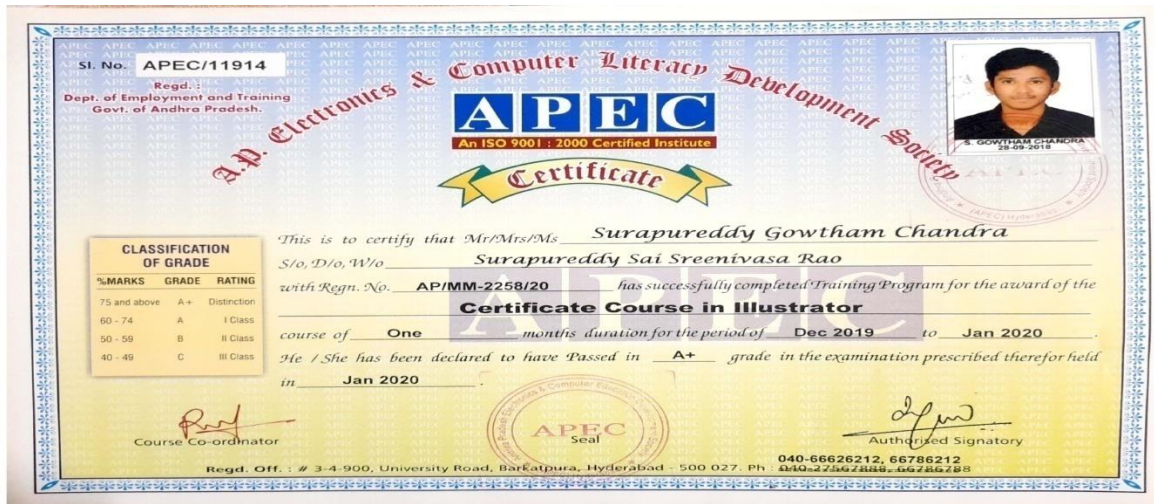 Sl. No. APEC/11914
Regd. :
Dept. of Employment and Training
Govt. of Andhra Pradesh.
A.P. Electronics & Computer Literacy Development Society
APEC
An ISO 9001 : 2000 Certified Institute
Certificate
S. GOWTHAM CHANDRA
28-09-2018
CLASSIFICATION
OF GRADE
%MARKS GRADE RATING
75 and above A+ Distinction
60 - 74 A I Class
50 - 59 B II Class
40 - 49 C III Class
This is to certify that Mr/Mrs/Ms Surapureddy Gowtham Chandra
S/o, D/o, W/o Surapureddy Sai Sreenivasa Rao
with Regn. No. AP/MM-2258/20 has successfully completed Training Program for the award of the
Certificate Course in Illustrator
course of One months duration for the period of Dec 2019 to Jan 2020
He / She has been declared to have Passed in A+ grade in the examination prescribed therefor held
in Jan 2020.
Course Co-ordinator
APEC
Seal
Authorised Signatory
040-66626212, 66786212
Regd. Off. : # 3-4-900, University Road, Barkatpura, Hyderabad - 500 027. Ph : 040-27567888, 66786788